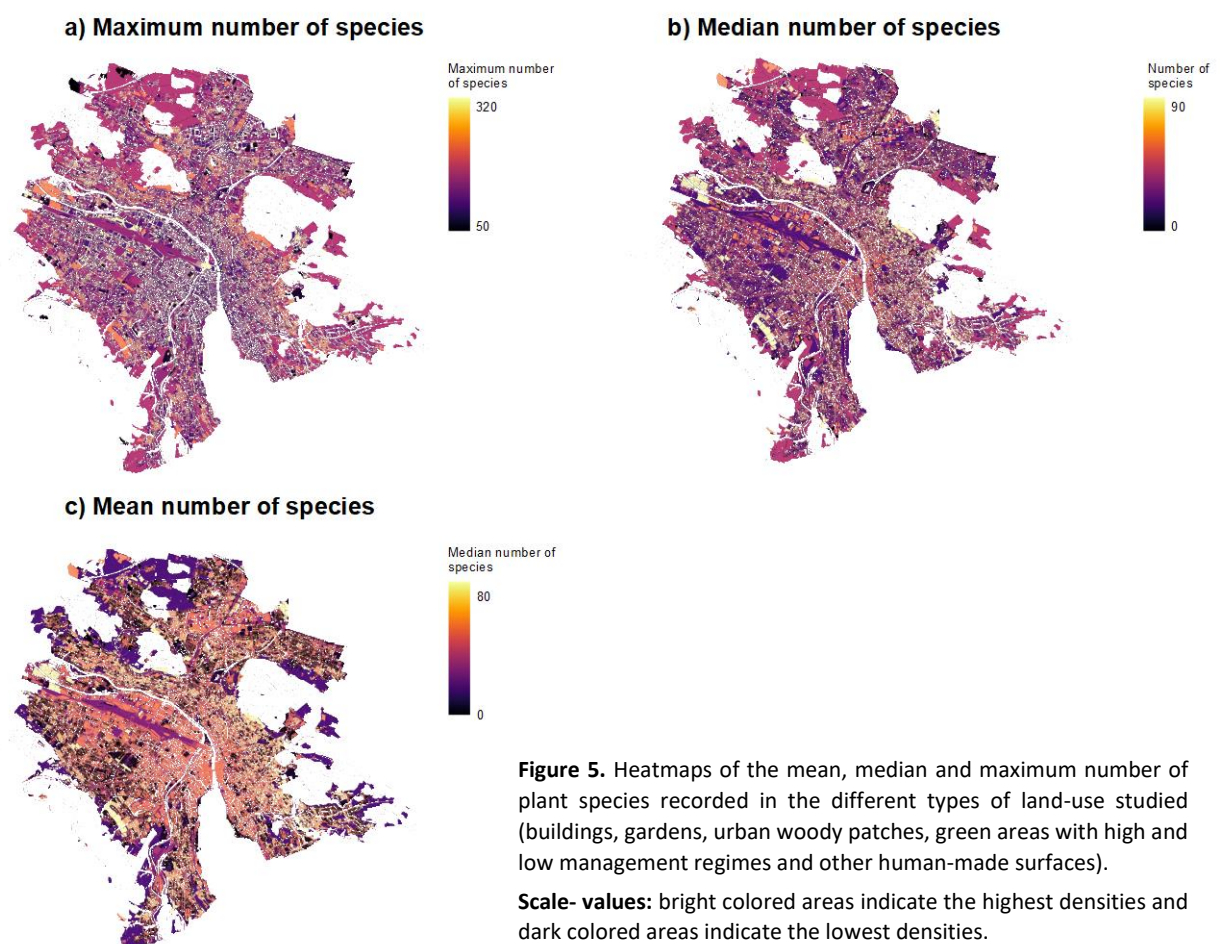 a) Maximum number of species
Maximum number
of species
320
50
b) Median number of species
Number of
species
90
0
c) Mean number of species
Median number of
species
80
0
Figure 5. Heatmaps of the mean, median and maximum number of
plant species recorded in the different types of land-use studied
(buildings, gardens, urban woody patches, green areas with high and
low management regimes and other human-made surfaces).
Scale- values: bright colored areas indicate the highest densities and
dark colored areas indicate the lowest densities.